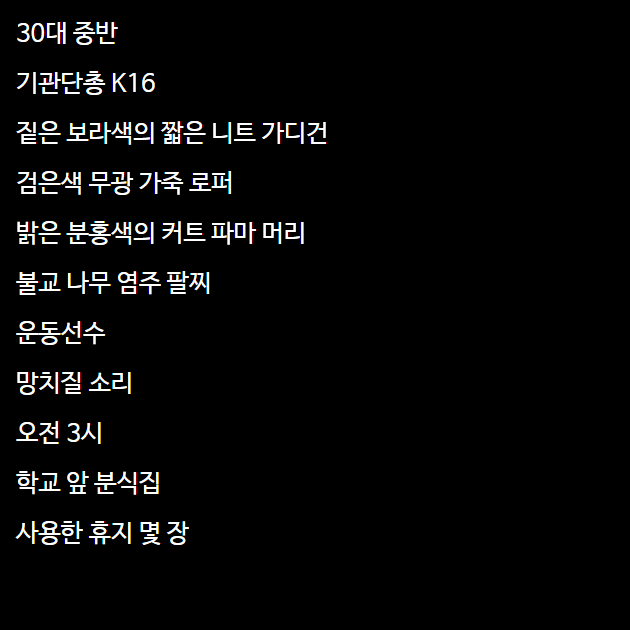 30대 중반
기관단총 K16
짙은 보라색의 짧은 니트 가디건
검은색 무광 가죽 로퍼
밝은 분홍색의 커트 파마 머리
불교 나무 염주 팔찌
운동선수
망치질 소리
오전 3시
학교 앞 분식집
사용한 휴지 몇 장